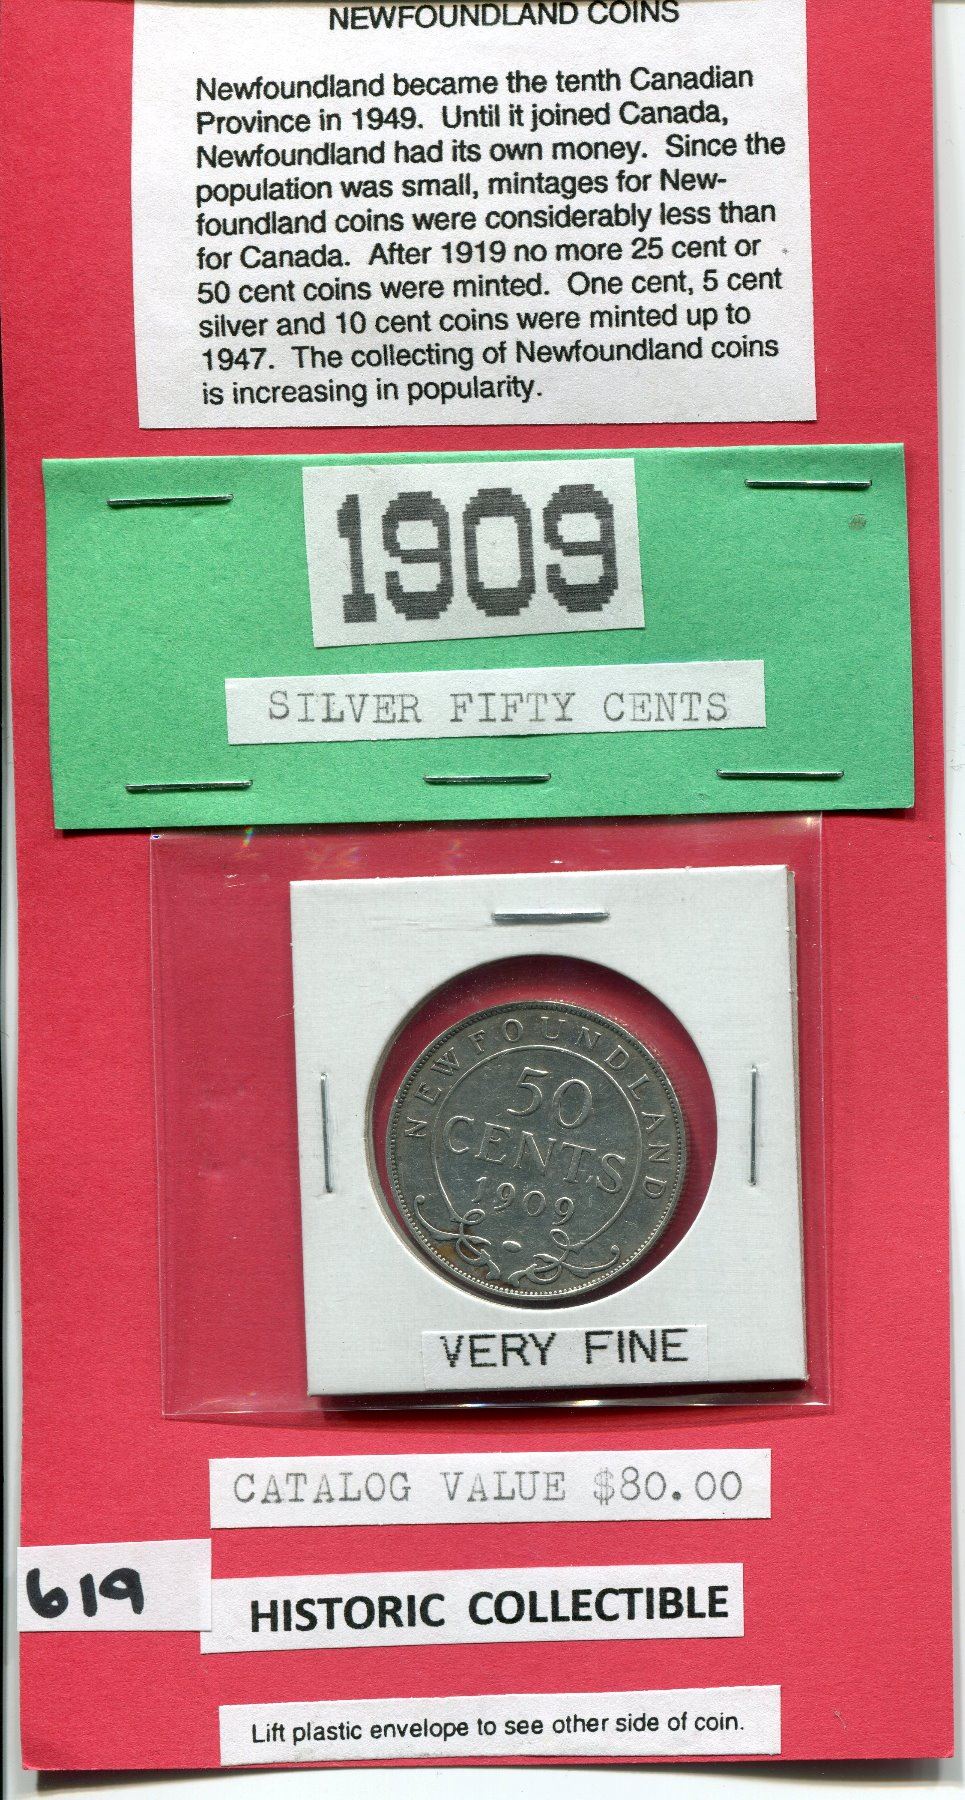 NEWFOUNDLAND COINS
Newfoundland became the tenth Canadian
Province in 1949. Until it joined Canada,
Newfoundland had its own money. Since the
population was small, mintages for New-
foundland coins were considerably less than
for Canada. After 1919 no more 25 cent or
50 cent coins were minted. One cent, 5 cent
silver and 10 cent coins were minted up to
1947. The collecting of Newfoundland coins
is increasing in popularity.
1909
SILVER FIFTY CENTS
NEWFOUNDLAND
50
CENTS
1909
VERY FINE
CATALOG VALUE $80.00
619
HISTORIC COLLECTIBLE
Lift plastic envelope to see other side of coin.